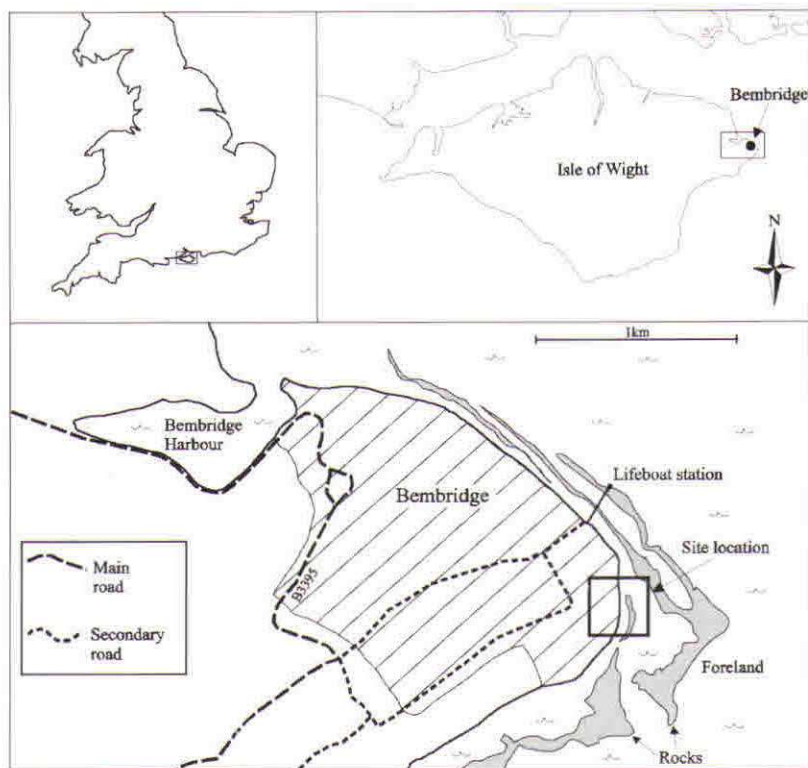 Bembridge
Isle of Wight
N
1km
Bembridge
Harbour
Bembridge
Lifeboat station
Site location
B3395
Main
road
Secondary
road
Foreland
Rocks